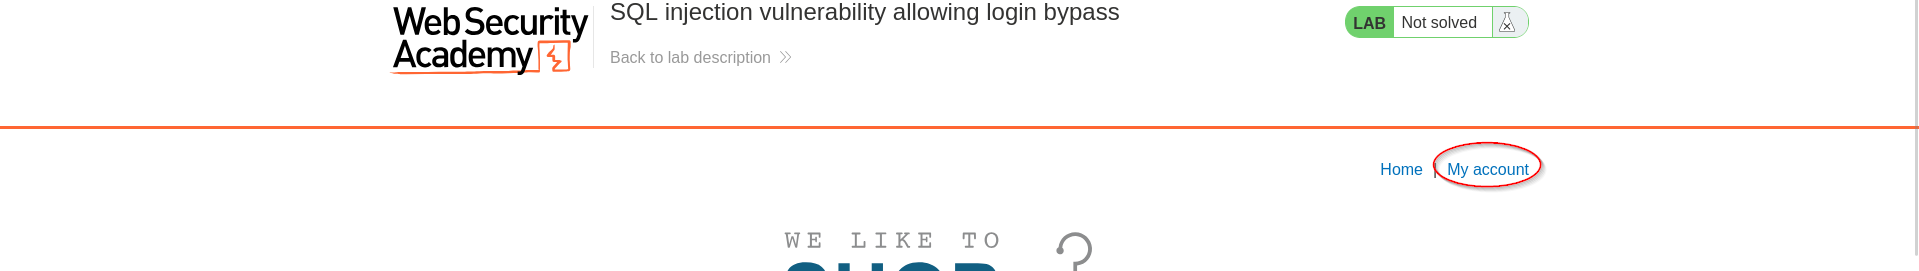 Web Security
Academy
SQL injection vulnerability allowing login bypass
Back to lab description
LAB Not solved
Home | My account
WE LIKE TO
SHOP